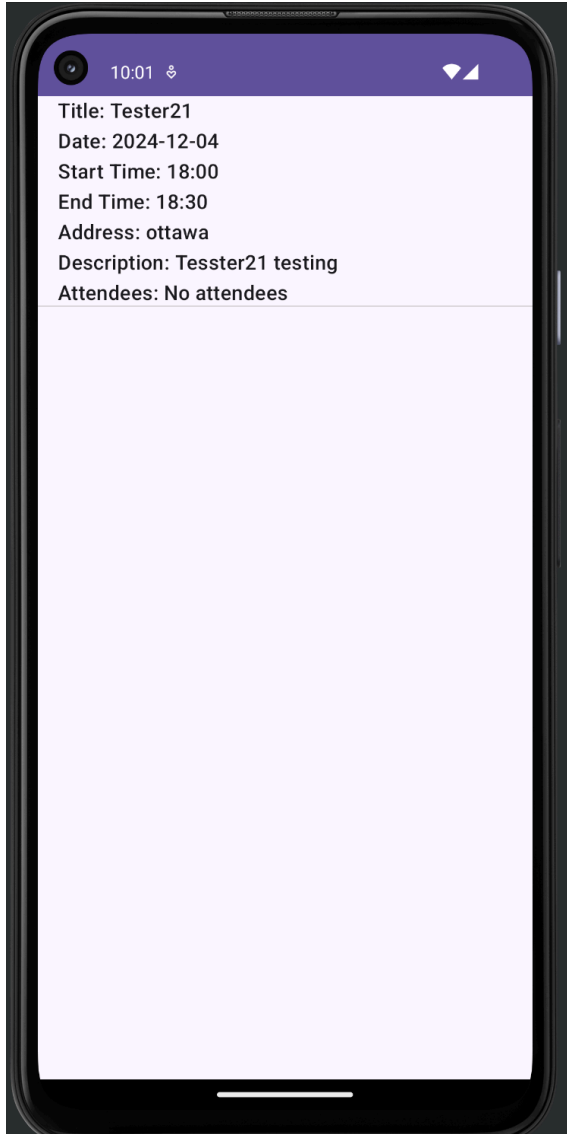 10:01
Title: Tester21
Date: 2024-12-04
Start Time: 18:00
End Time: 18:30
Address: ottawa
Description: Tesster21 testing
Attendees: No attendees